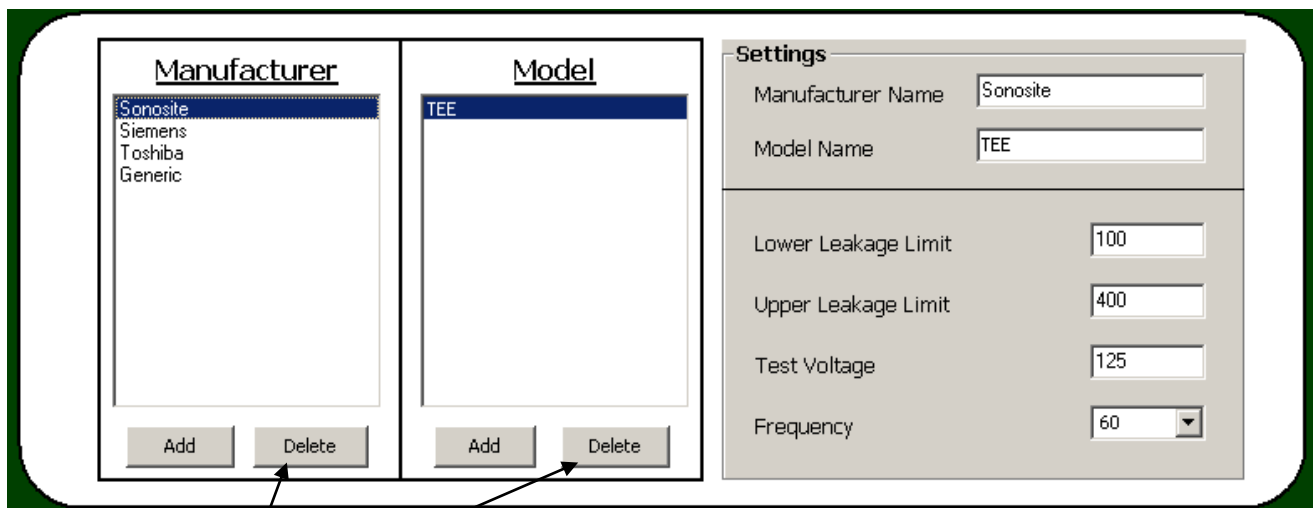 Manufacturer
Sonosite
Siemens
Toshiba
Generic
Add Delete
Model
TEE
Add Delete
Settings
Manufacturer Name Sonosite
Model Name TEE
Lower Leakage Limit 100
Upper Leakage Limit 400
Test Voltage 125
Frequency 60